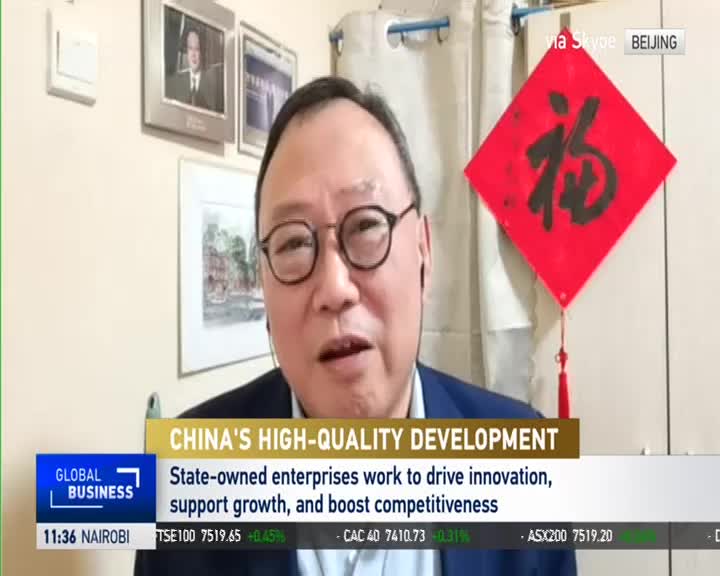 via Skype
BEIJING
福
CHINA'S HIGH-QUALITY DEVELOPMENT
GLOBAL
BUSINESS
State-owned enterprises work to drive innovation,
support growth, and boost competitiveness
11:36 NAIROBI
FTSE100 7519.65 +0.45% - CAC 40 7410.73 +0.31% - ASX200 7519.20